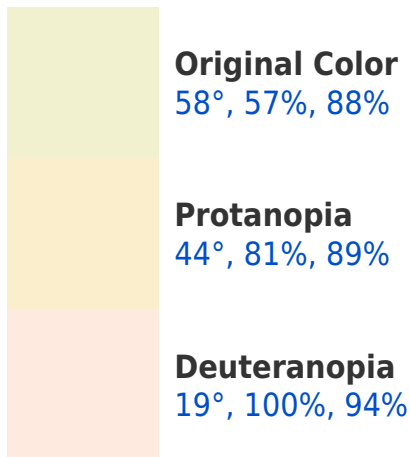 Original Color
58°, 57%, 88%
Protanopia
44°, 81%, 89%
Deuteranopia
19°, 100%, 94%